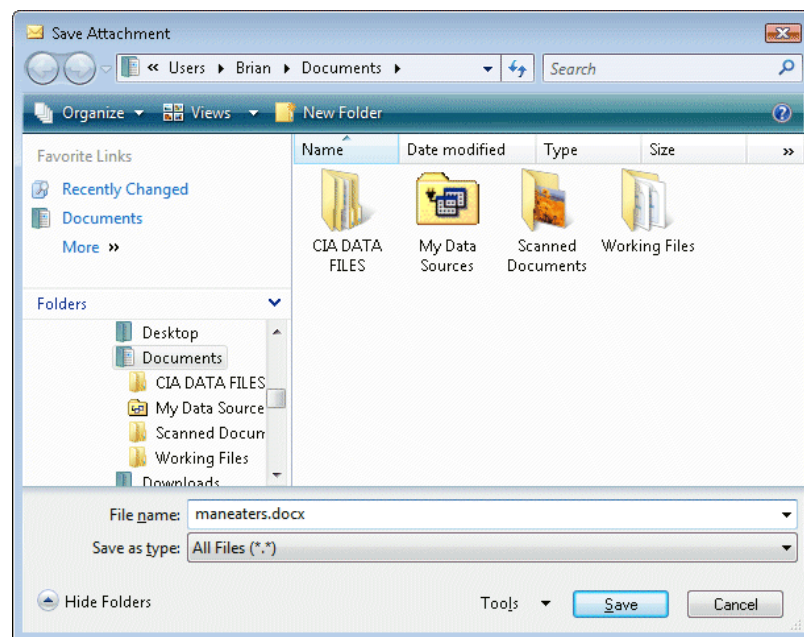 Save Attachment
« Users Brian Documents
Search
Organize Views New Folder
Favorite Links
Recently Changed
Documents
More »
Folders
Desktop
Documents
CIA DATA FILES
My Data Source
Scanned Docum
Working Files
Downloads
Name Date modified Type Size »
CIA DATA
FILES
My Data
Sources
Scanned
Documents
Working Files
File name: maneaters.docx
Save as type: All Files (*.*)
Hide Folders
Tools Save Cancel